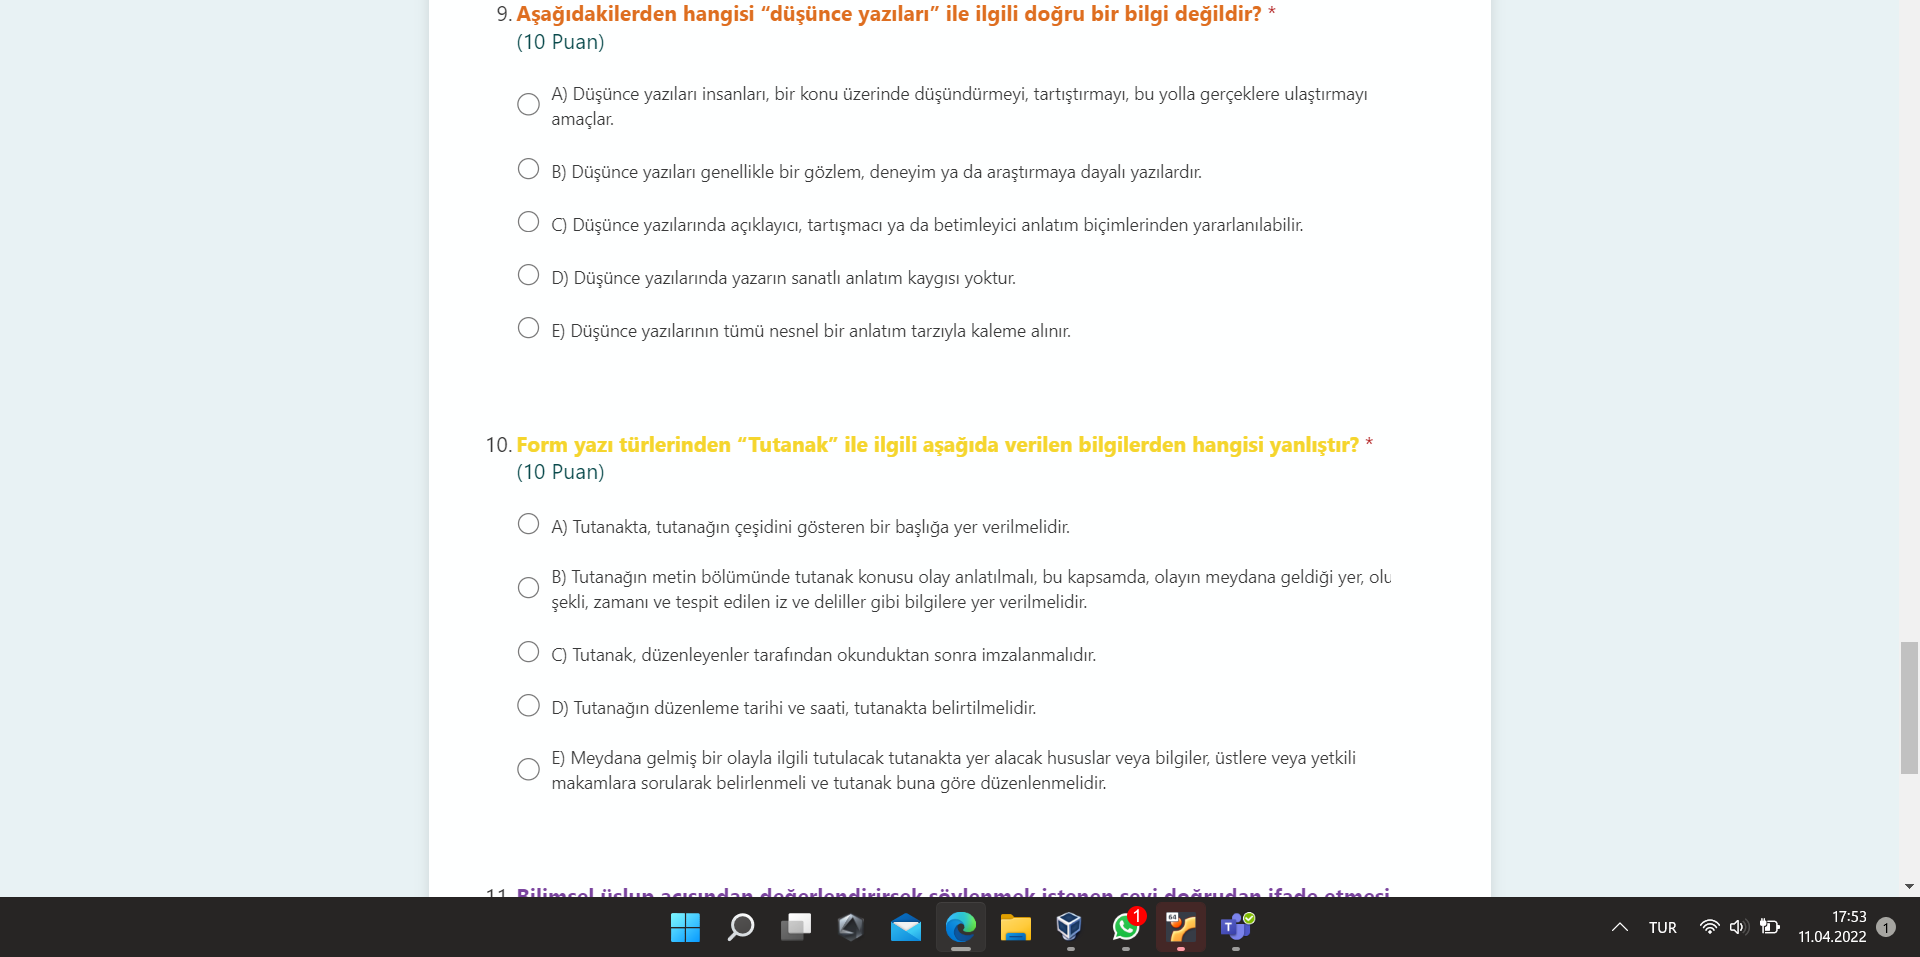 9. Aşağıdakilerden hangisi “düşünce yazıları” ile ilgili doğru bir bilgi değildir? *
(10 Puan)
A) Düşünce yazıları insanları, bir konu üzerinde düşündürmeyi, tartıştırmayı, bu yolla gerçeklere ulaştırmayı
amaçlar.
B) Düşünce yazıları genellikle bir gözlem, deneyim ya da araştırmaya dayalı yazılardır.
C) Düşünce yazılarında açıklayıcı, tartışmacı ya da betimleyici anlatım biçimlerinden yararlanılabilir.
D) Düşünce yazılarında yazarın sanatlı anlatım kaygısı yoktur.
E) Düşünce yazılarının tümü nesnel bir anlatım tarzıyla kaleme alınır.
10. Form yazı türlerinden “Tutanak” ile ilgili aşağıda verilen bilgilerden hangisi yanlıştır? *
(10 Puan)
A) Tutanakta, tutanağın çeşidini gösteren bir başlığa yer verilmelidir.
B) Tutanağın metin bölümünde tutanak konusu olay anlatılmalı, bu kapsamda, olayın meydana geldiği yer, olu
şekli, zamanı ve tespit edilen iz ve deliller gibi bilgilere yer verilmelidir.
C) Tutanak, düzenleyenler tarafından okunduktan sonra imzalanmalıdır.
D) Tutanağın düzenleme tarihi ve saati, tutanakta belirtilmelidir.
E) Meydana gelmiş bir olayla ilgili tutulacak tutanakta yer alacak hususlar veya bilgiler, üstlere veya yetkili
makamlara sorularak belirlenmeli ve tutanak buna göre düzenlenmelidir.
11. Bilimsel üslup açısından değerlendirirsek söylenmek istenen şeyi doğrudan ifade etmesi
1
64
T
TUR
17:53
11.04.2022
1